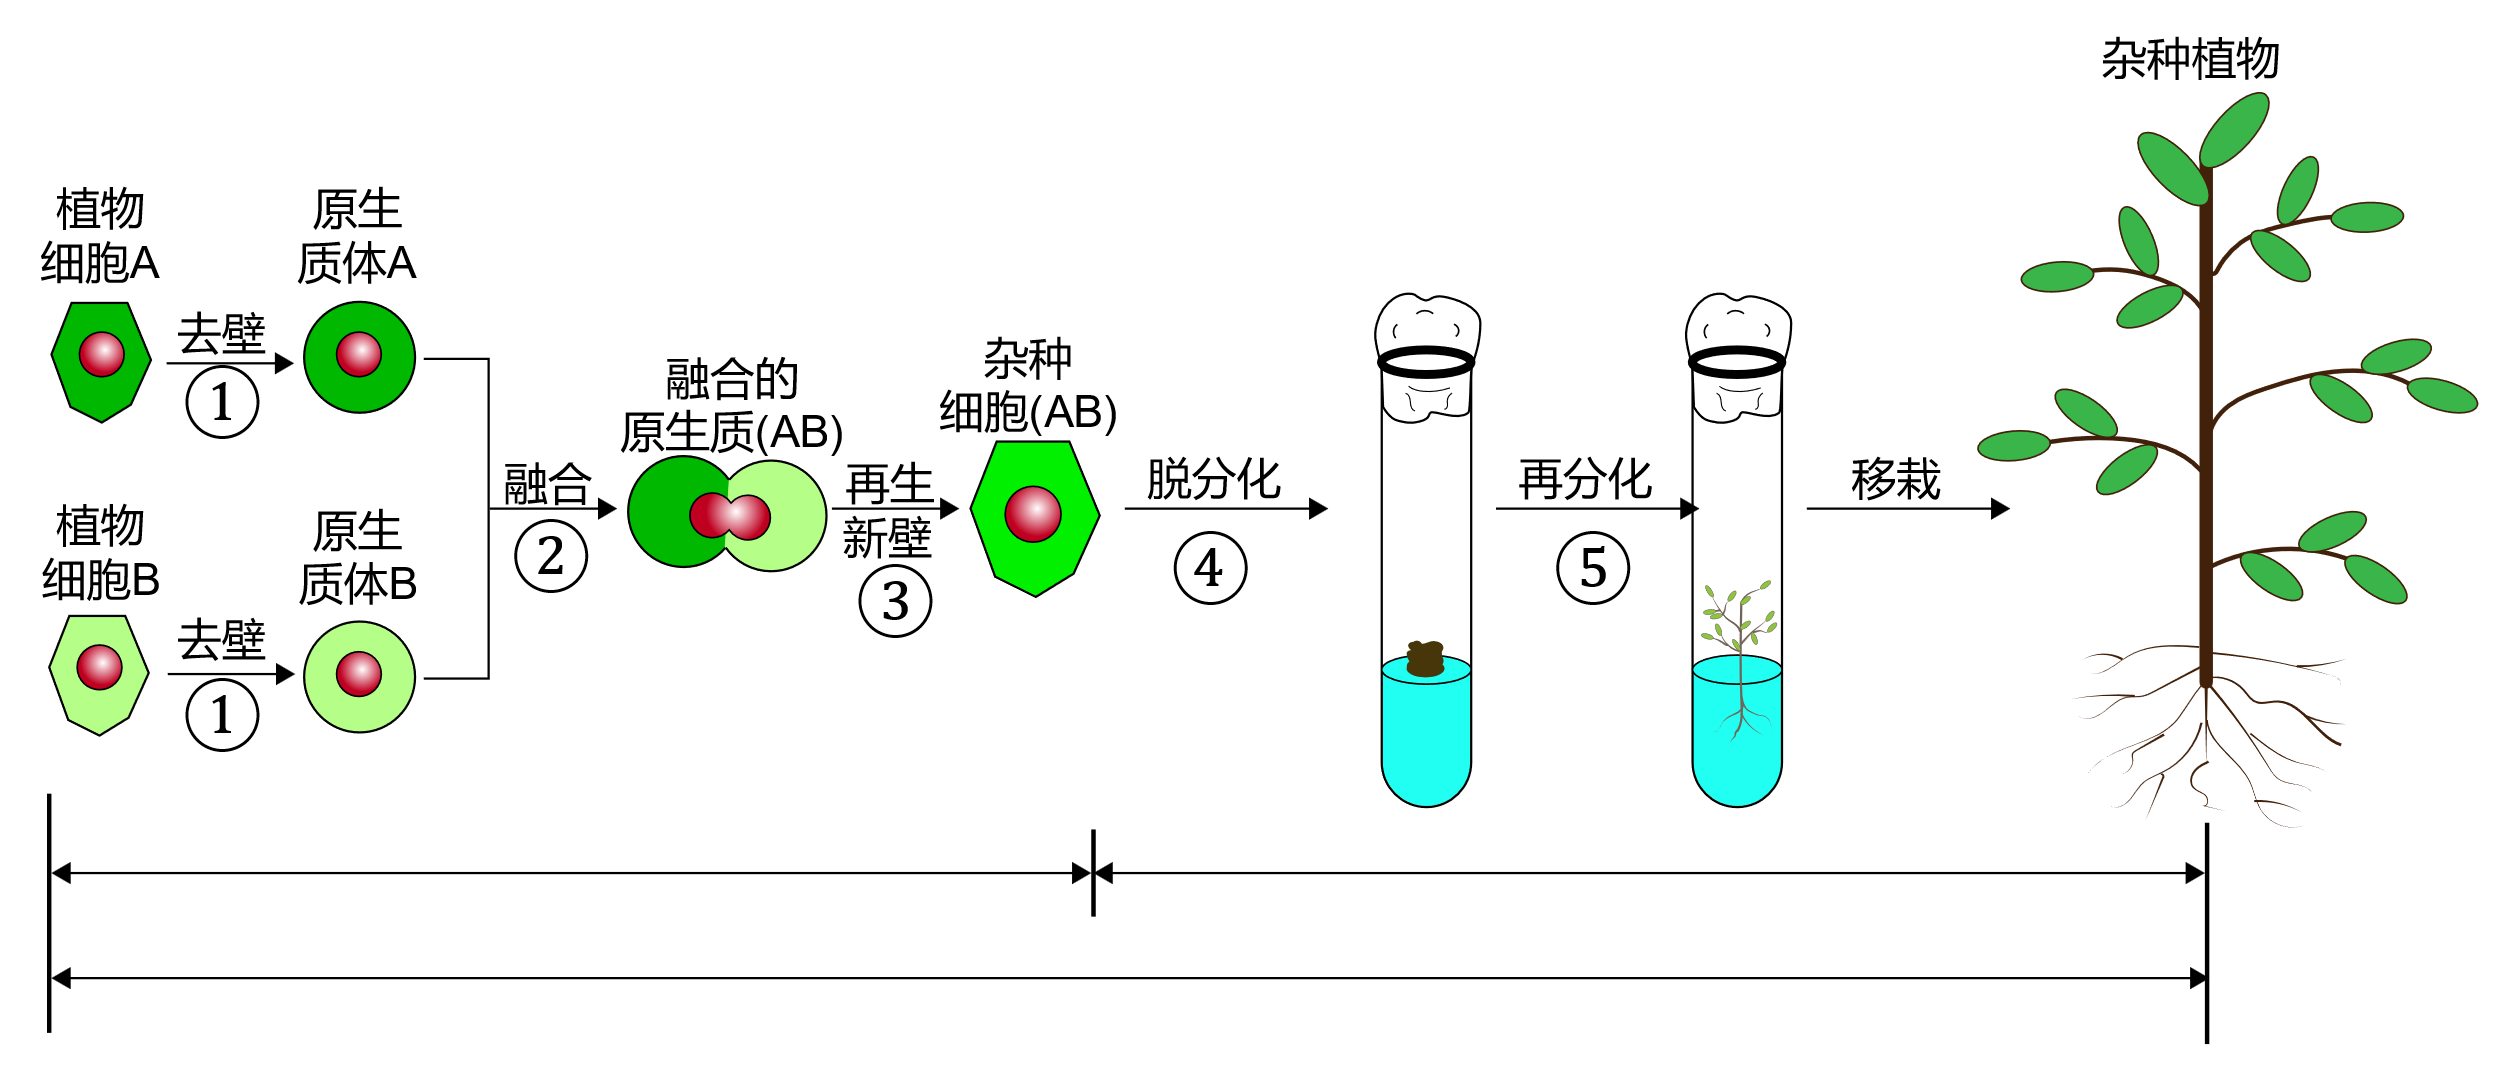 杂种植物
植物
细胞A
去壁
①
原生
质体A
植物
细胞B
去壁
①
原生
质体B
融合
②
融合的
原生质(AB)
再生
新壁
③
杂种
细胞(AB)
脱分化
④
再分化
⑤
移栽